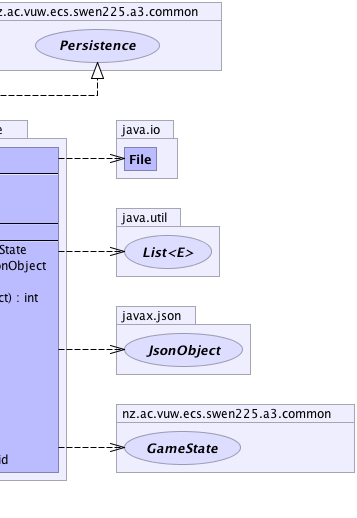 z.ac.vuw.ecs.swen225.a3.common
Persistence
e
java.io
File
java.util
State
List<E>
onObject
ct) : int
javax.json
JsonObject
nz.ac.vuw.ecs.swen225.a3.common
GameState
id